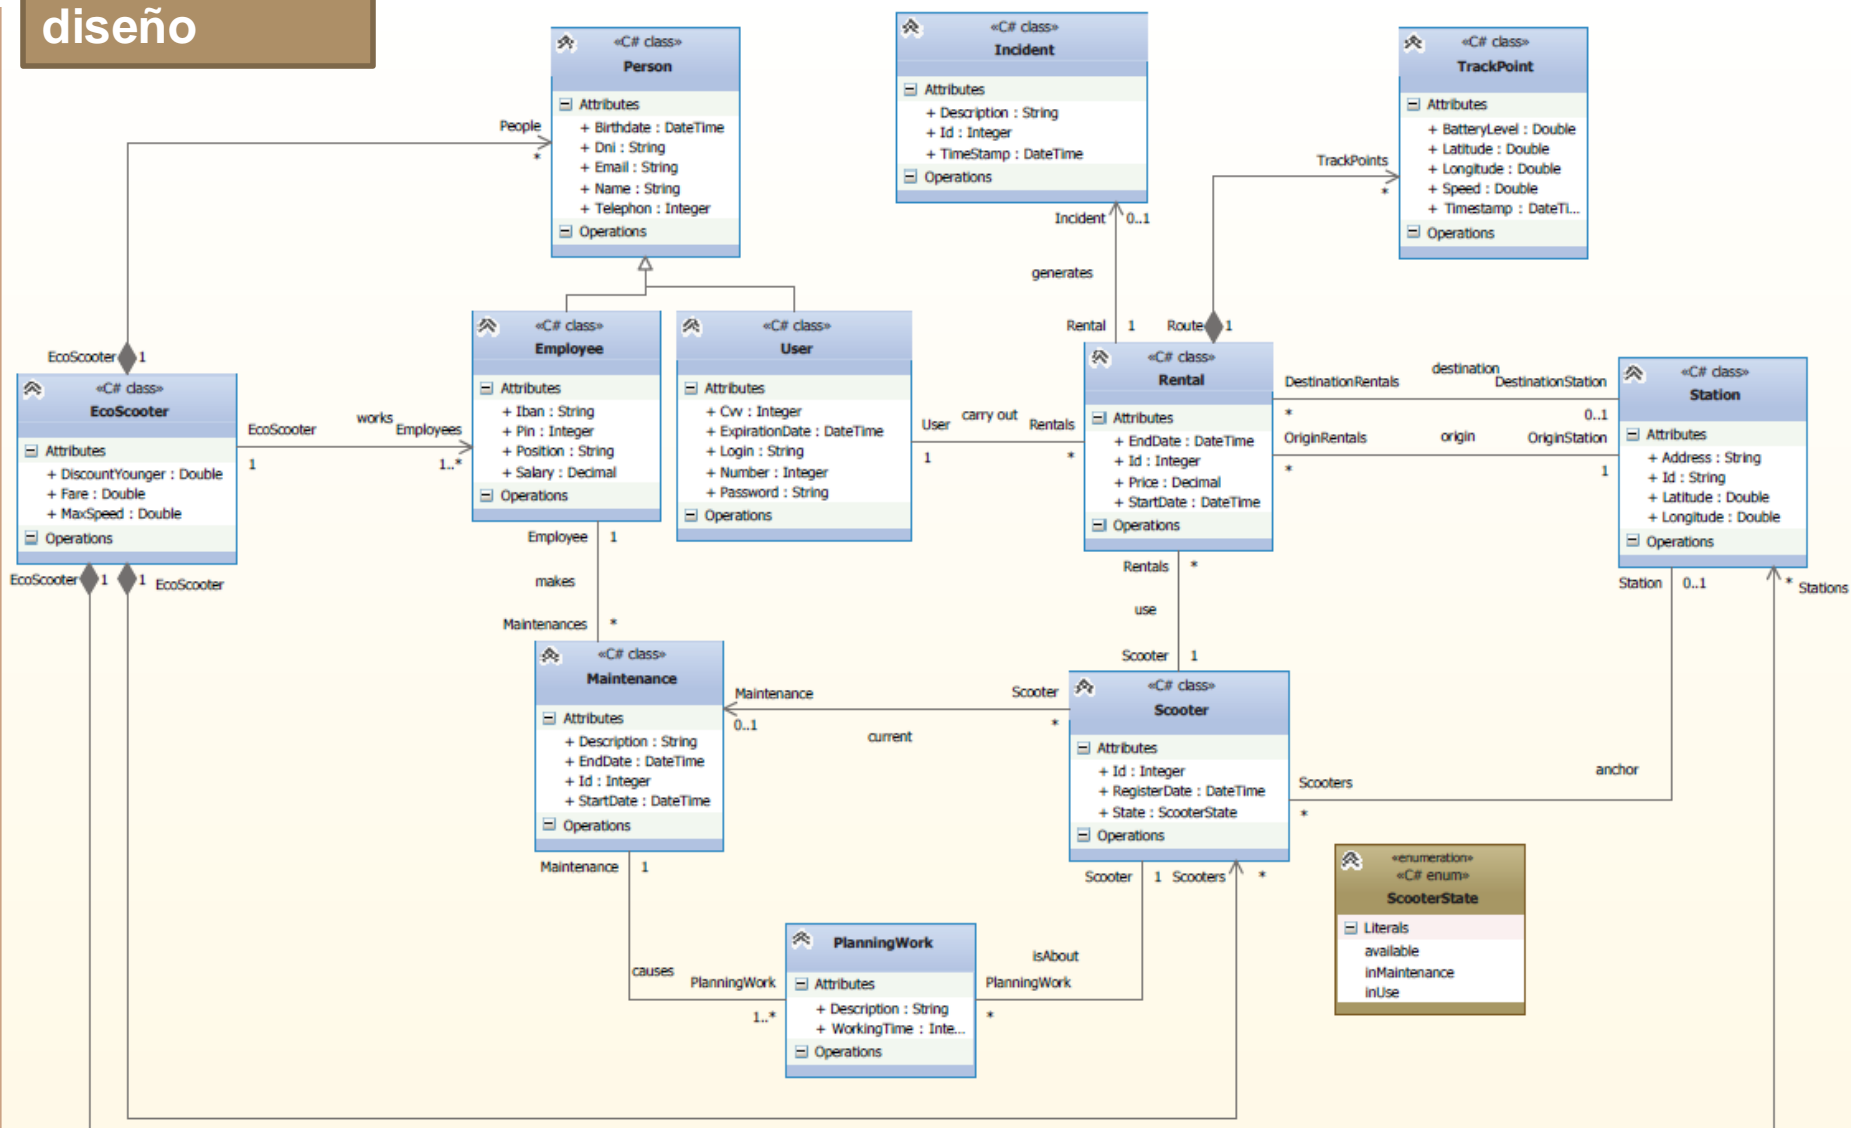 diseño
«C# class»
Person
Attributes
+ Birthdate : DateTime
+ Dni : String
+ Email : String
+ Name : String
+ Telephon : Integer
Operations
«C# class»
Incident
Attributes
+ Description : String
+ Id : Integer
+ TimeStamp : DateTime
Operations
«C# class»
TrackPoint
Attributes
+ BatteryLevel : Double
+ Latitude : Double
+ Longitude : Double
+ Speed : Double
+ Timestamp : DateTi...
Operations
People
*
TrackPoints
*
Incident 0..1
generates
Rental 1
Route 1
EcoScooter 1
«C# class»
EcoScooter
Attributes
+ DiscountYounger : Double
+ Fare : Double
+ MaxSpeed : Double
Operations
EcoScooter works Employees
1 1..*
«C# class»
Employee
Attributes
+ Iban : String
+ Pin : Integer
+ Position : String
+ Salary : Decimal
Operations
«C# class»
User
Attributes
+ Cvv : Integer
+ ExpirationDate : DateTime
+ Login : String
+ Number : Integer
+ Password : String
Operations
User carry out Rentals
1 *
«C# class»
Rental
Attributes
+ EndDate : DateTime
+ Id : Integer
+ Price : Decimal
+ StartDate : DateTime
Operations
destination
DestinationRentals DestinationStation
* 0..1
OriginRentals origin OriginStation
* 1
«C# class»
Station
Attributes
+ Address : String
+ Id : String
+ Latitude : Double
+ Longitude : Double
Operations
EcoScooter 1 1 EcoScooter
Employee 1
makes
Maintenances *
Rentals *
use
Scooter 1
Station 0..1
* Stations
«C# class»
Maintenance
Attributes
+ Description : String
+ EndDate : DateTime
+ Id : Integer
+ StartDate : DateTime
Operations
Maintenance Scooter
0..1 *
current
«C# class»
Scooter
Attributes
+ Id : Integer
+ RegisterDate : DateTime
+ State : ScooterState
Operations
anchor
Scooters
*
Maintenance 1
Scooter 1 Scooters *
«enumeration»
«C# enum»
ScooterState
Literals
available
inMaintenance
inUse
causes
PlanningWork
1..*
PlanningWork
Attributes
+ Description : String
+ WorkingTime : Inte...
Operations
isAbout
PlanningWork
*